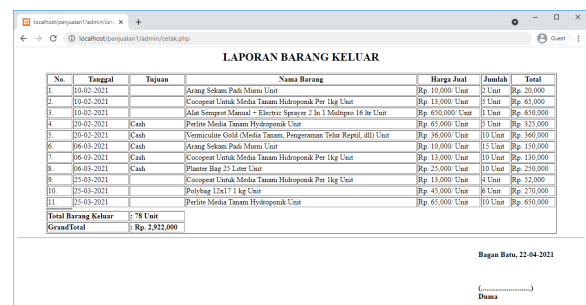 localhost/penjualan1/admin/ceta
Guest
localhost/penjualan1/admin/cetak.php
LAPORAN BARANG KELUAR
No. Tanggal Tujuan Nama Barang Harga Jual Jumlah Total
1. 10-02-2021 Arang Sekam Padi Murni Unit Rp. 10,000/ Unit 2 Unit Rp. 20,000
2. 10-02-2021 Cocopeat Untuk Media Tanam Hidroponik Per 1kg Unit Rp. 13,000/ Unit 5 Unit Rp. 65,000
3. 10-02-2021 Alat Semprot Manual + Electric Sprayer 2 In 1 Multipro 16 ltr Unit Rp. 650,000/ Unit 1 Unit Rp. 650,000
4. 20-02-2021 Cash Perlite Media Tanam Hydroponik Unit Rp. 65,000/ Unit 5 Unit Rp. 325,000
5. 20-02-2021 Cash Vermiculite Gold (Media Tanam, Pengeraman Telur Reptil, dll) Unit Rp. 36,000/ Unit 10 Unit Rp. 360,000
6. 06-03-2021 Cash Arang Sekam Padi Murni Unit Rp. 10,000/ Unit 15 Unit Rp. 150,000
7. 06-03-2021 Cash Cocopeat Untuk Media Tanam Hidroponik Per 1kg Unit Rp. 13,000/ Unit 10 Unit Rp. 130,000
8. 06-03-2021 Cash Planter Bag 25 Liter Unit Rp. 25,000/ Unit 10 Unit Rp. 250,000
9. 25-03-2021 Cocopeat Untuk Media Tanam Hidroponik Per 1kg Unit Rp. 13,000/ Unit 4 Unit Rp. 52,000
10. 25-03-2021 Polybag 12x17 1 kg Unit Rp. 45,000/ Unit 6 Unit Rp. 270,000
11. 25-03-2021 Perlite Media Tanam Hydroponik Unit Rp. 65,000/ Unit 10 Unit Rp. 650,000
Total Barang Keluar : 78 Unit
GrandTotal : Rp. 2,922,000
Bagan Batu, 22-04-2021
(............................)
Duma